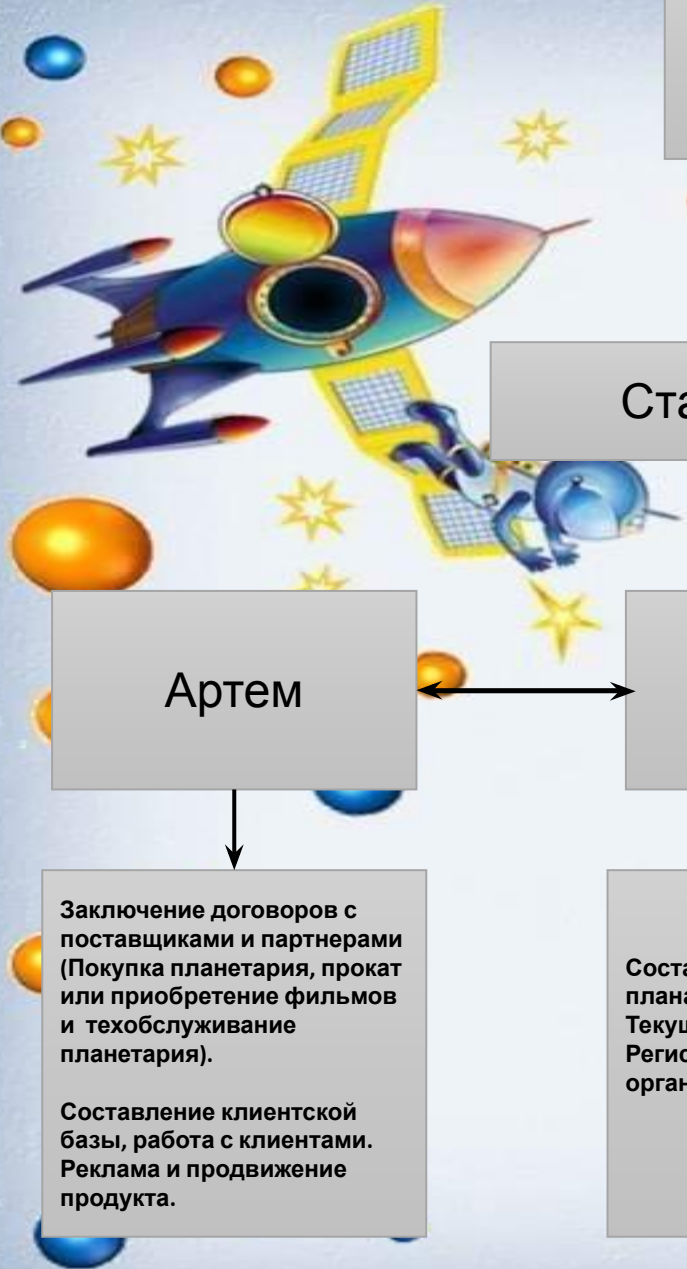 Артем
Заключение договоров с
поставщиками и партнерами
(Покупка планетария, прокат
или приобретение фильмов
и техобслуживание
планетария).
Составление клиентской
базы, работа с клиентами.
Реклама и продвижение
продукта.